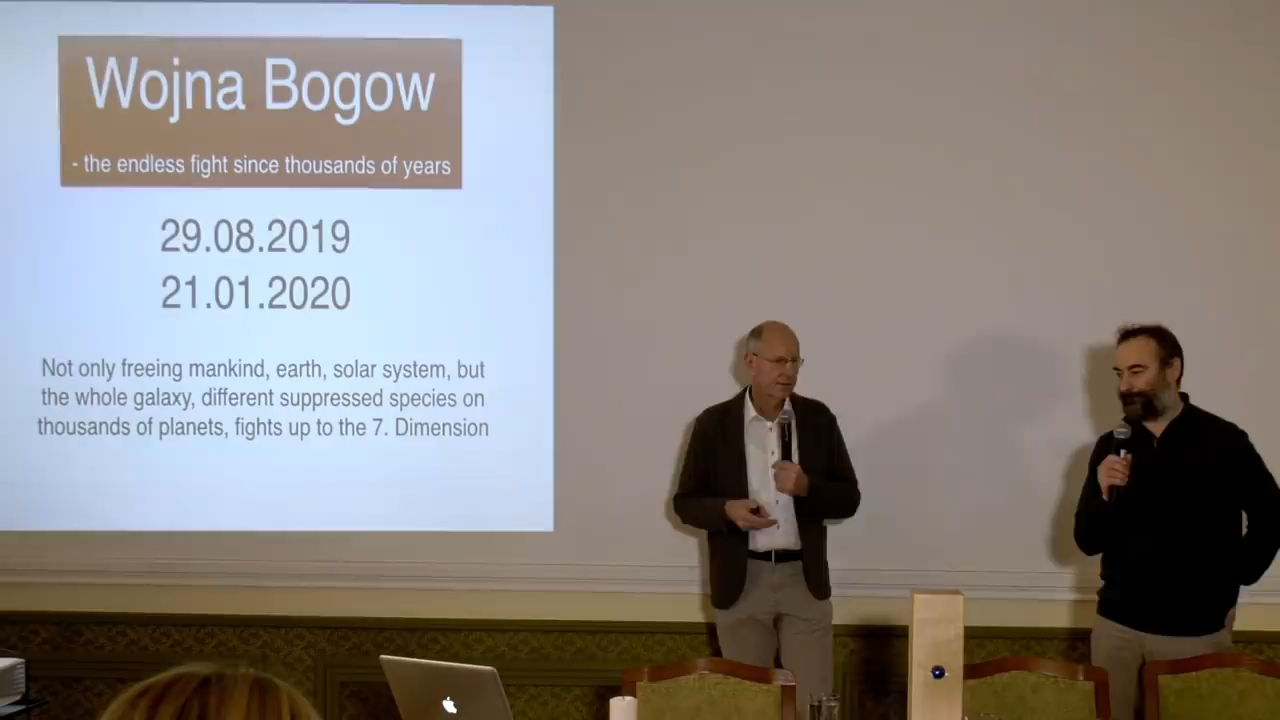 Wojna Bogow
- the endless fight since thousands of years
29.08.2019
21.01.2020
Not only freeing mankind, earth, solar system, but
the whole galaxy, different suppressed species on
thousands of planets, fights up to the 7. Dimension